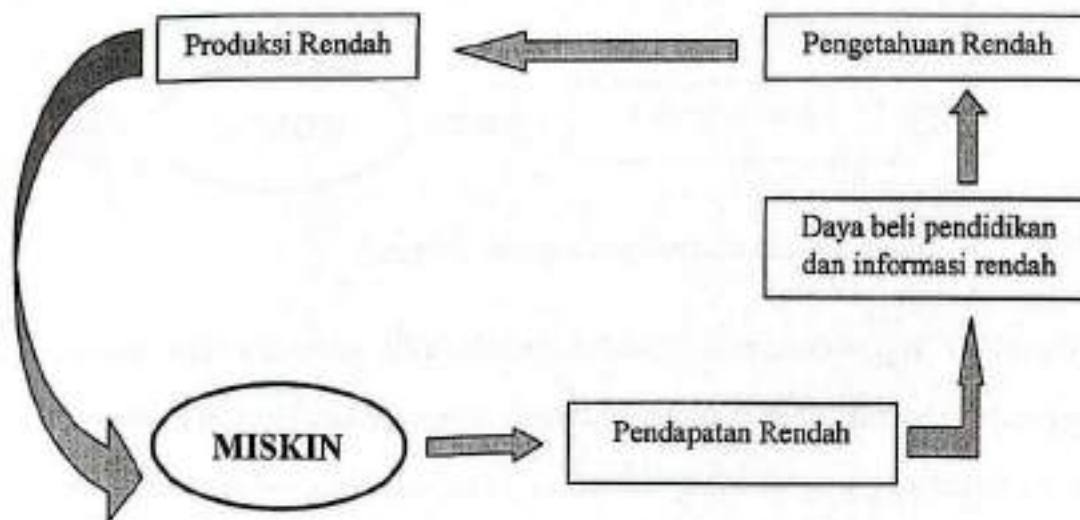 Produksi Rendah
Pengetahuan Rendah
Daya beli pendidikan
dan informasi rendah
MISKIN
Pendapatan Rendah